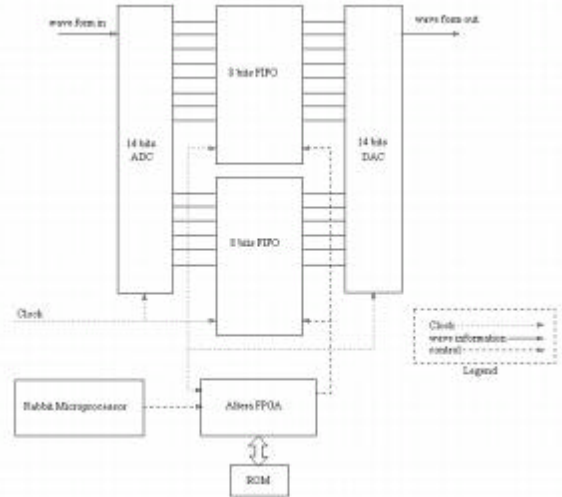 wave form in
wave form out
8 bits FIFO
14 bits
ADC
14 bits
DAC
8 bits FIFO
Clock
Clock
wave information
control
Legend
Rabbit Microprocessor
Altera FPGA
ROM